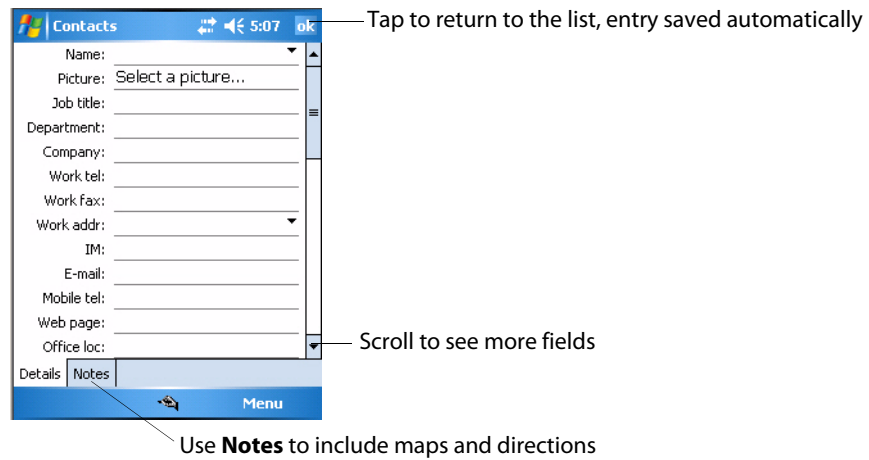 Contacts 5:07 ok Tap to return to the list, entry saved automatically
Name:
Picture: Select a picture...
Job title:
Department:
Company:
Work tel:
Work fax:
Work addr:
IM:
E-mail:
Mobile tel:
Web page:
Office loc: Scroll to see more fields
Details Notes
Menu
Use Notes to include maps and directions